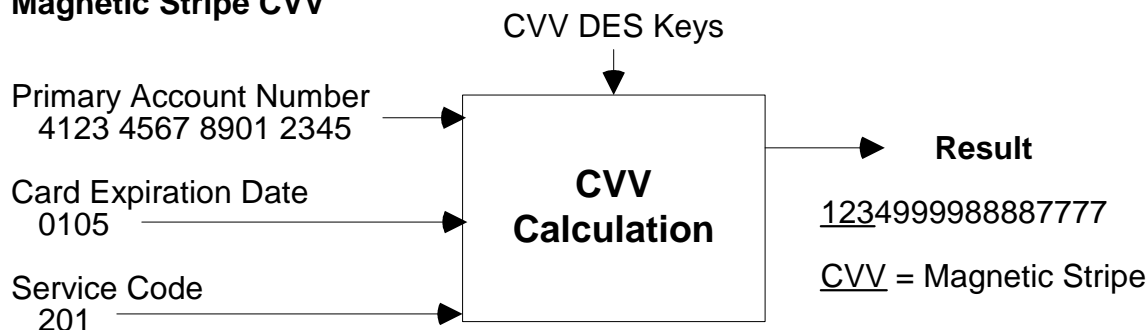 Magnetic Stripe CVV
CVV DES Keys
Primary Account Number
4123 4567 8901 2345
Card Expiration Date
0105
Service Code
201
CVV
Calculation
Result
1234999988887777
CVV = Magnetic Stripe